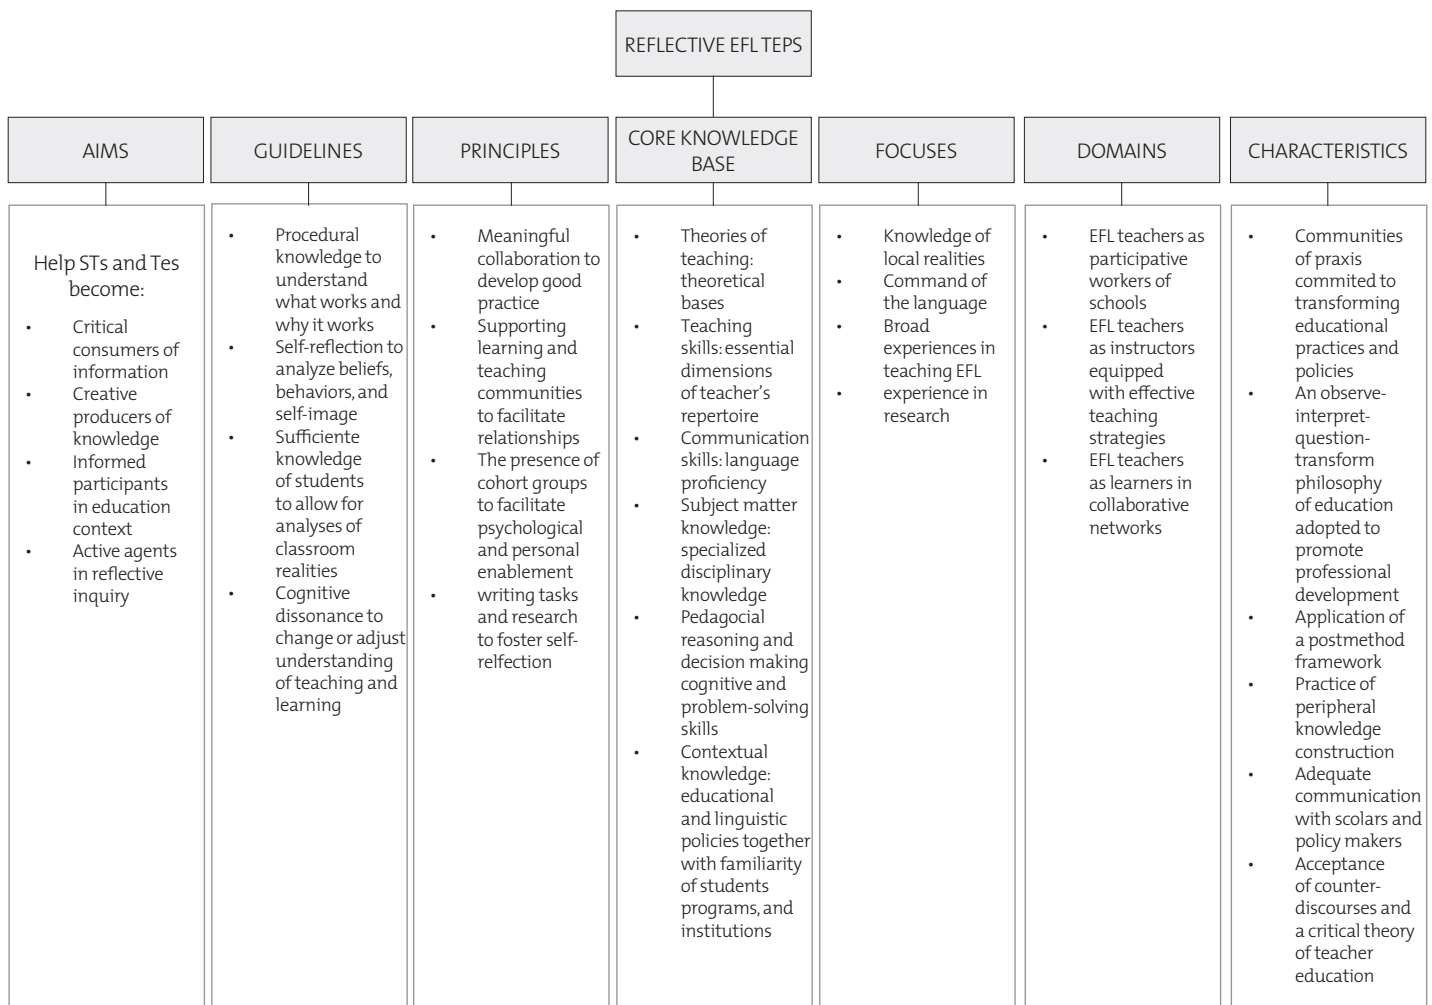 REFLECTIVE EFL TEPS
AIMS
Help STs and Tes
become:
• Critical
consumers of
information
• Creative
producers of
knowledge
• Informed
participants
in education
context
• Active agents
in reflective
inquiry
GUIDELINES
• Procedural
knowledge to
understand
what works and
why it works
• Self-reflection to
analyze beliefs,
behaviors, and
self-image
• Sufficiente
knowledge
of students
to allow for
analyses of
classroom
realities
• Cognitive
dissonance to
change or adjust
understanding
of teaching and
learning
PRINCIPLES
• Meaningful
collaboration to
develop good
practice
• Supporting
learning and
teaching
communities
to facilitate
relationships
• The presence of
cohort groups
to facilitate
psychological
and personal
enablement
• writing tasks
and research
to foster self-
relfection
CORE KNOWLEDGE
BASE
• Theories of
teaching:
theoretical
bases
• Teaching
skills: essential
dimensions
of teacher's
repertoire
• Communication
skills: language
proficiency
• Subject matter
knowledge:
specialized
disciplinary
knowledge
• Pedagocial
reasoning and
decision making
cognitive and
problem-solving
skills
• Contextual
knowledge:
educational
and linguistic
policies together
with familiarity
of students
programs, and
institutions
FOCUSES
• Knowledge of
local realities
• Command of
the language
• Broad
experiences in
teaching EFL
• experience in
research
DOMAINS
• EFL teachers as
participative
workers of
schools
• EFL teachers
as instructors
equipped
with effective
teaching
strategies
• EFL teachers
as learners in
collaborative
networks
CHARACTERISTICS
• Communities
of praxis
commited to
transforming
educational
practices and
policies
• An observe-
interpret-
question-
transform
philosophy
of education
adopted to
promote
professional
development
• Application of
a postmethod
framework
• Practice of
peripheral
knowledge
construction
• Adequate
communication
with scolars and
policy makers
• Acceptance
of counter-
discourses and
a critical theory
of teacher
education